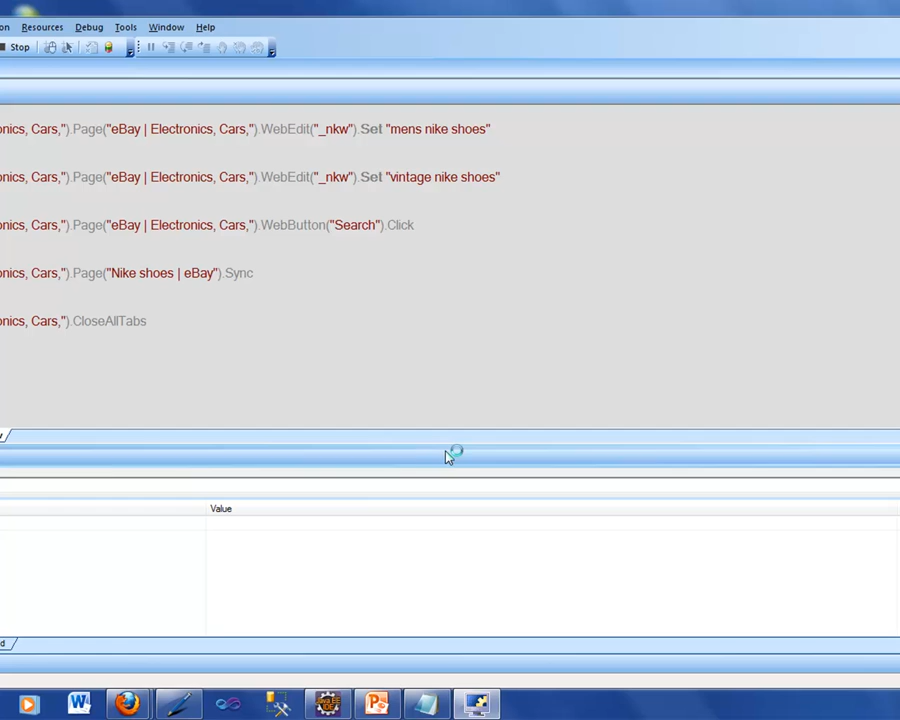 on Resources Debug Tools Window Help
Stop
onics, Cars,").Page("eBay | Electronics, Cars,").WebEdit("_nkw").Set "mens nike shoes"
onics, Cars,").Page("eBay | Electronics, Cars,").WebEdit("_nkw").Set "vintage nike shoes"
onics, Cars,").Page("eBay | Electronics, Cars,").WebButton("Search").Click
onics, Cars,").Page("Nike shoes | eBay").Sync
onics, Cars,").CloseAllTabs
Value
d